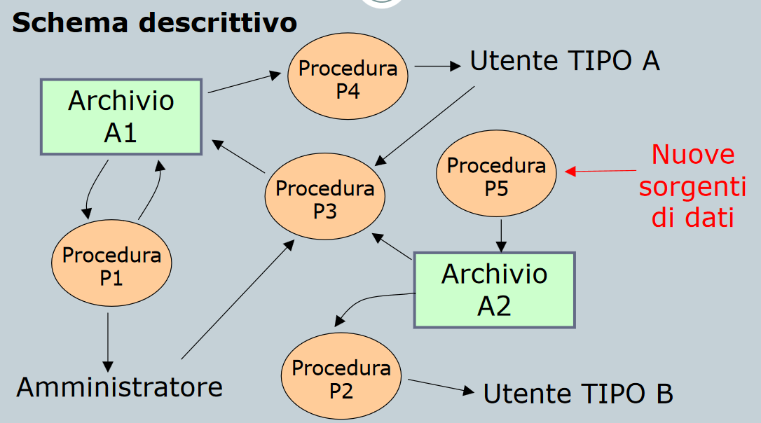 Schema descrittivo
Procedura
P4
Utente TIPO A
Archivio
A1
Procedura
P3
Procedura
P5
Nuove
sorgenti
di dati
Procedura
P1
Archivio
A2
Amministratore
Procedura
P2
Utente TIPO B